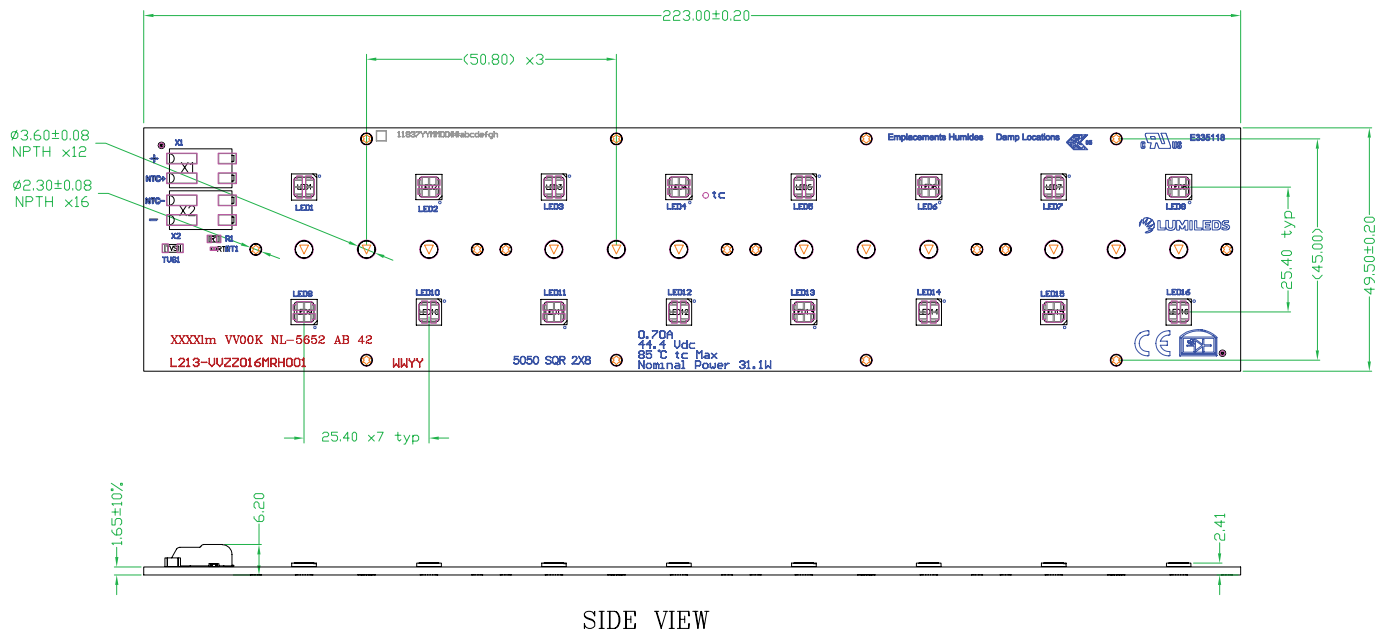 223.00±0.20
(50.80) x3
Ø3.60±0.08
NPTH x12
Ø2.30±0.08
NPTH x16
11837YYMMDD####abcdefgh
Emplacements Humides Damp Locations
E335118
X1
+
X1
NTC+
NTC-
X2
-
X2
R1
RT1
TVS1
LED1 LED2 LED3 LED4 tc LED5 LED6 LED7 LED8
LUMILEDS
25.40 typ
(45.00)
49.50±0.20
LED9 LED10 LED11 LED12 LED13 LED14 LED15 LED16
XXXXlm VV00K NL-5652 AB 42
L213-VVZZ016MRH001
WWYY
5050 SQR 2X8
0.70A
44.4 Vdc
85℃ tc Max
Nominal Power 31.1W
CE
25.40 x7 typ
1.65±10%
6.20
2.41
SIDE VIEW